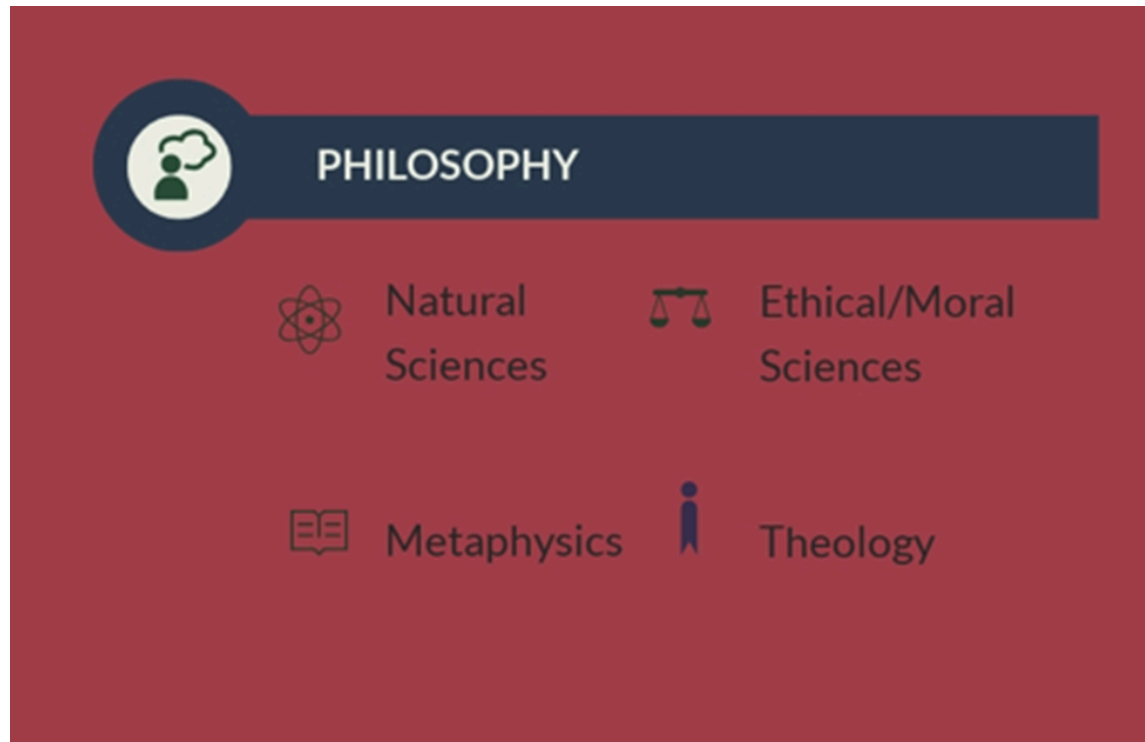 PHILOSOPHY
Natural
Sciences
Ethical/Moral
Sciences
Metaphysics
Theology